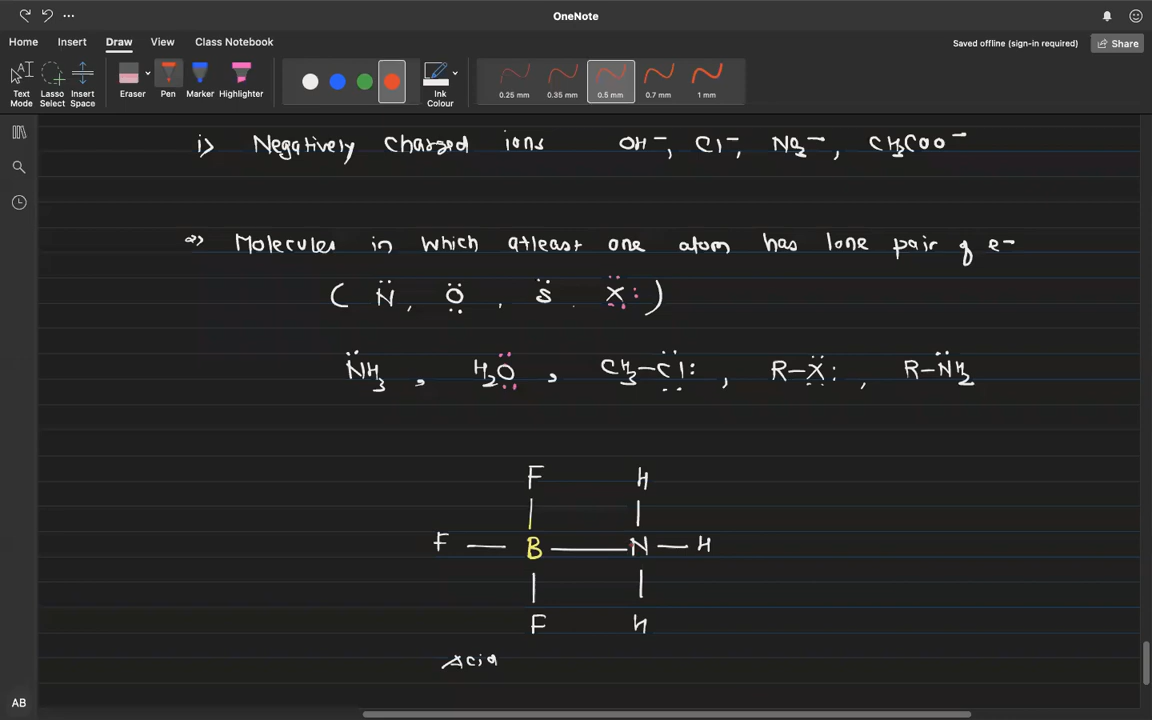 OneNote
Home Insert Draw View Class Notebook
Saved offline (sign-in required) Share
Text Mode Lasso Select Insert Space Eraser Pen Marker Highlighter Ink Colour 0.25 mm 0.35 mm 0.5 mm 0.7 mm 1 mm
i> Negatively charged ions OH⁻, Cl⁻, NO₂⁻, CH₃COO⁻
2> Molecules in which atleast one atom has lone pair of e-
( N̈ , Ö , S̈ , Ẍ: )
N̈H₃ , H₂Ö , CH₃-C̈l: , R-Ẍ: , R-N̈H₂
F H
F — B — N — H
F H
Acid
AB